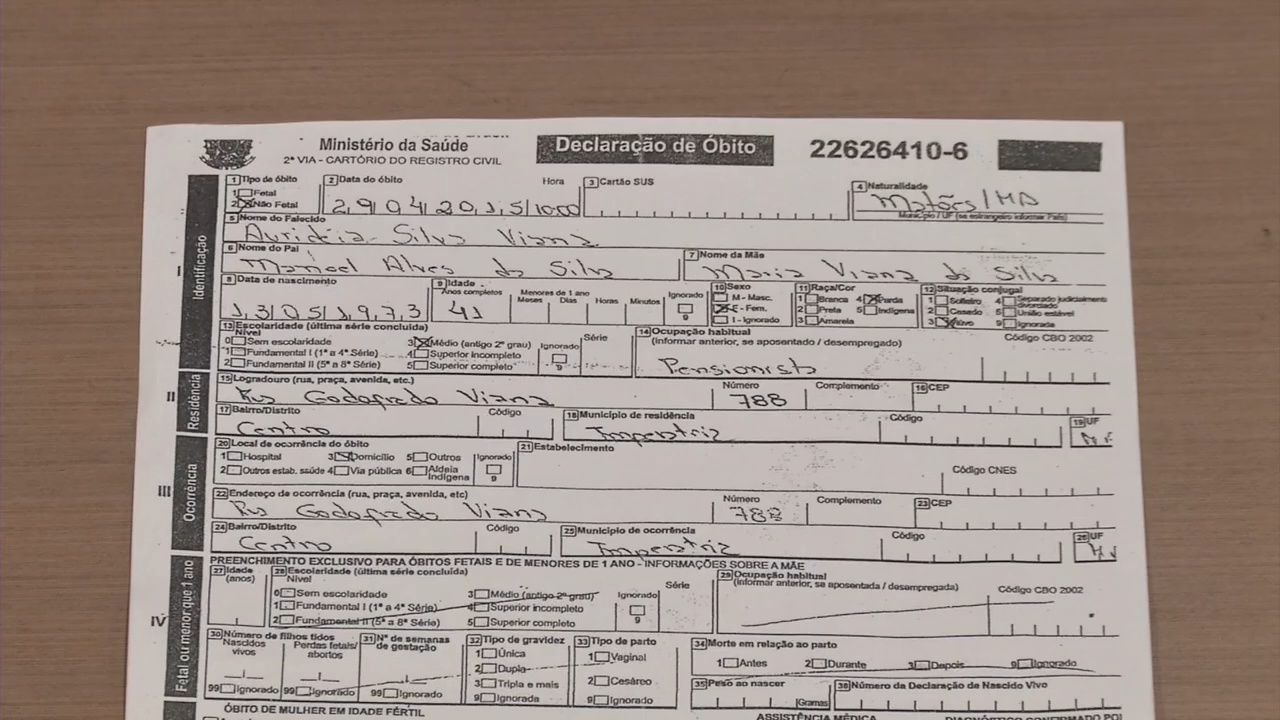 Ministério da Saúde
2ª VIA - CARTÓRIO DO REGISTRO CIVIL
Declaração de Óbito
22626410-6
Identificação
I
1 Tipo do óbito
1 Fetal
2 Não Fetal
2 Data do óbito Hora
2,9 0,4 2 0,1,5 10:00
3 Cartão SUS
4 Naturalidade
Matões/MA
Município / UF (se estrangeiro informar País)
5 Nome do Falecido
Silva Viana
6 Nome do Pai
Manoel Alves da Silva
7 Nome da Mãe
Maria Viana da Silva
8 Data de nascimento
1,3 0,5 1,9,7,3
9 Idade
Anos completos
41
Menores de 1 ano
Meses Dias Horas Minutos
Ignorado
9
10 Sexo
M - Masc.
F - Fem.
I - Ignorado
11 Raça/Cor
1 Branca 4 Parda
2 Preta 5 Indígena
3 Amarela
12 Situação conjugal
1 Solteiro 4 Separado judicialmente/divorciado
2 Casado 5 União estável
3 Viúvo 9 Ignorada
13 Escolaridade (última série concluída)
Nível
0 Sem escolaridade 3 Médio (antigo 2º grau)
1 Fundamental I (1ª a 4ª Série) 4 Superior incompleto
2 Fundamental II (5ª a 8ª Série) 5 Superior completo
Ignorado
9
Série
14 Ocupação habitual
(informar anterior, se aposentado / desempregado)
Código CBO 2002
Pensionista
Residência
II
15 Logradouro (rua, praça, avenida, etc.)
Rua Godofredo Viana
Número
788
Complemento
16 CEP
17 Bairro/Distrito
Centro
Código
18 Município de residência
Imperatriz
Código
19 UF
Ocorrência
III
20 Local de ocorrência do óbito
1 Hospital 3 Domicílio 5 Outros
2 Outros estab. saúde 4 Via pública 6 Aldeia Indígena
Ignorado
9
21 Estabelecimento
Código CNES
22 Endereço de ocorrência (rua, praça, avenida, etc)
Rua Godofredo Viana
Número
788
Complemento
23 CEP
24 Bairro/Distrito
Centro
Código
25 Município de ocorrência
Imperatriz
Código
26 UF
Fetal ou menor que 1 ano
IV
PREENCHIMENTO EXCLUSIVO PARA ÓBITOS FETAIS E DE MENORES DE 1 ANO - INFORMAÇÕES SOBRE A MÃE
27 Idade
(anos)
28 Escolaridade (última série concluída)
Nível
0 Sem escolaridade 3 Médio (antigo 2º grau)
1 Fundamental I (1ª a 4ª Série) 4 Superior incompleto
2 Fundamental II (5ª a 8ª Série) 5 Superior completo
Série
Ignorado
9
29 Ocupação habitual
(informar anterior, se aposentada / desempregada)
Código CBO 2002
30 Número de filhos tidos
Nascidos vivos
Perdas fetais/abortos
99 Ignorado 99 Ignorado
31 Nº de semanas de gestação
99 Ignorado
32 Tipo de gravidez
1 Única
2 Dupla
3 Tripla e mais
9 Ignorada
33 Tipo de parto
1 Vaginal
2 Cesáreo
9 Ignorado
34 Morte em relação ao parto
1 Antes 2 Durante 3 Depois 9 Ignorado
35 Peso ao nascer
Gramas
36 Número da Declaração de Nascido Vivo
ÓBITO DE MULHER EM IDADE FÉRTIL
ASSISTÊNCIA MÉDICA
DIAGNÓSTICO CONFIRMADO POR